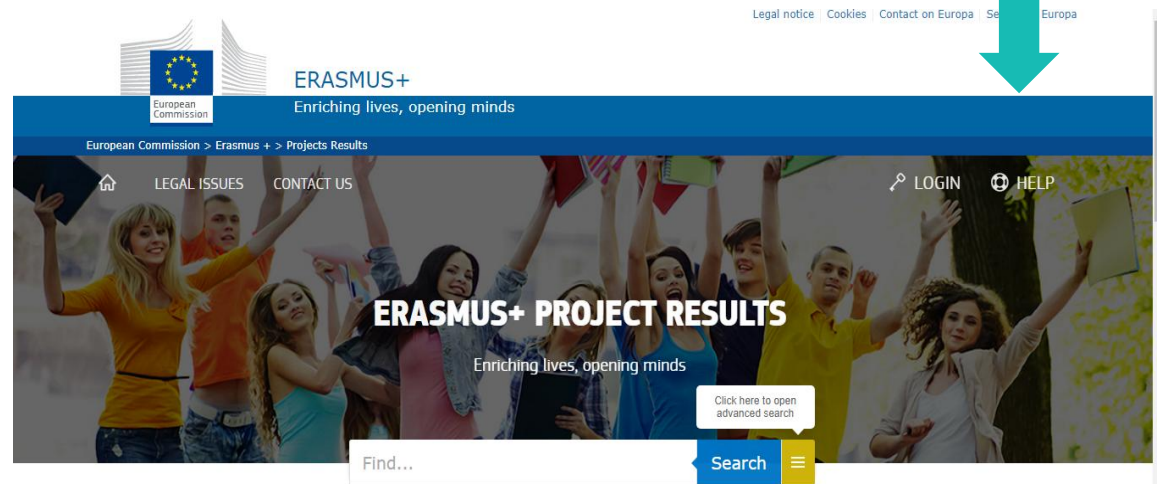 Legal notice Cookies Contact on Europa Se Europa
ERASMUS+
Enriching lives, opening minds
European
Commission
European Commission > Erasmus + > Projects Results
LEGAL ISSUES CONTACT US LOGIN HELP
ERASMUS+ PROJECT RESULTS
Enriching lives, opening minds
Click here to open
advanced search
Find... Search